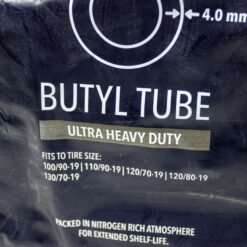 4.0 m
BUTYL TUBE
ULTRA HEAVY DUTY
FITS TO TIRE SIZE:
100/90-19 | 110/90-19 | 120/70-19 | 120/80-19
130/70-19
PACKED IN NITROGEN RICH ATMOSPHERE
FOR EXTENDED SHELF-LIFE.